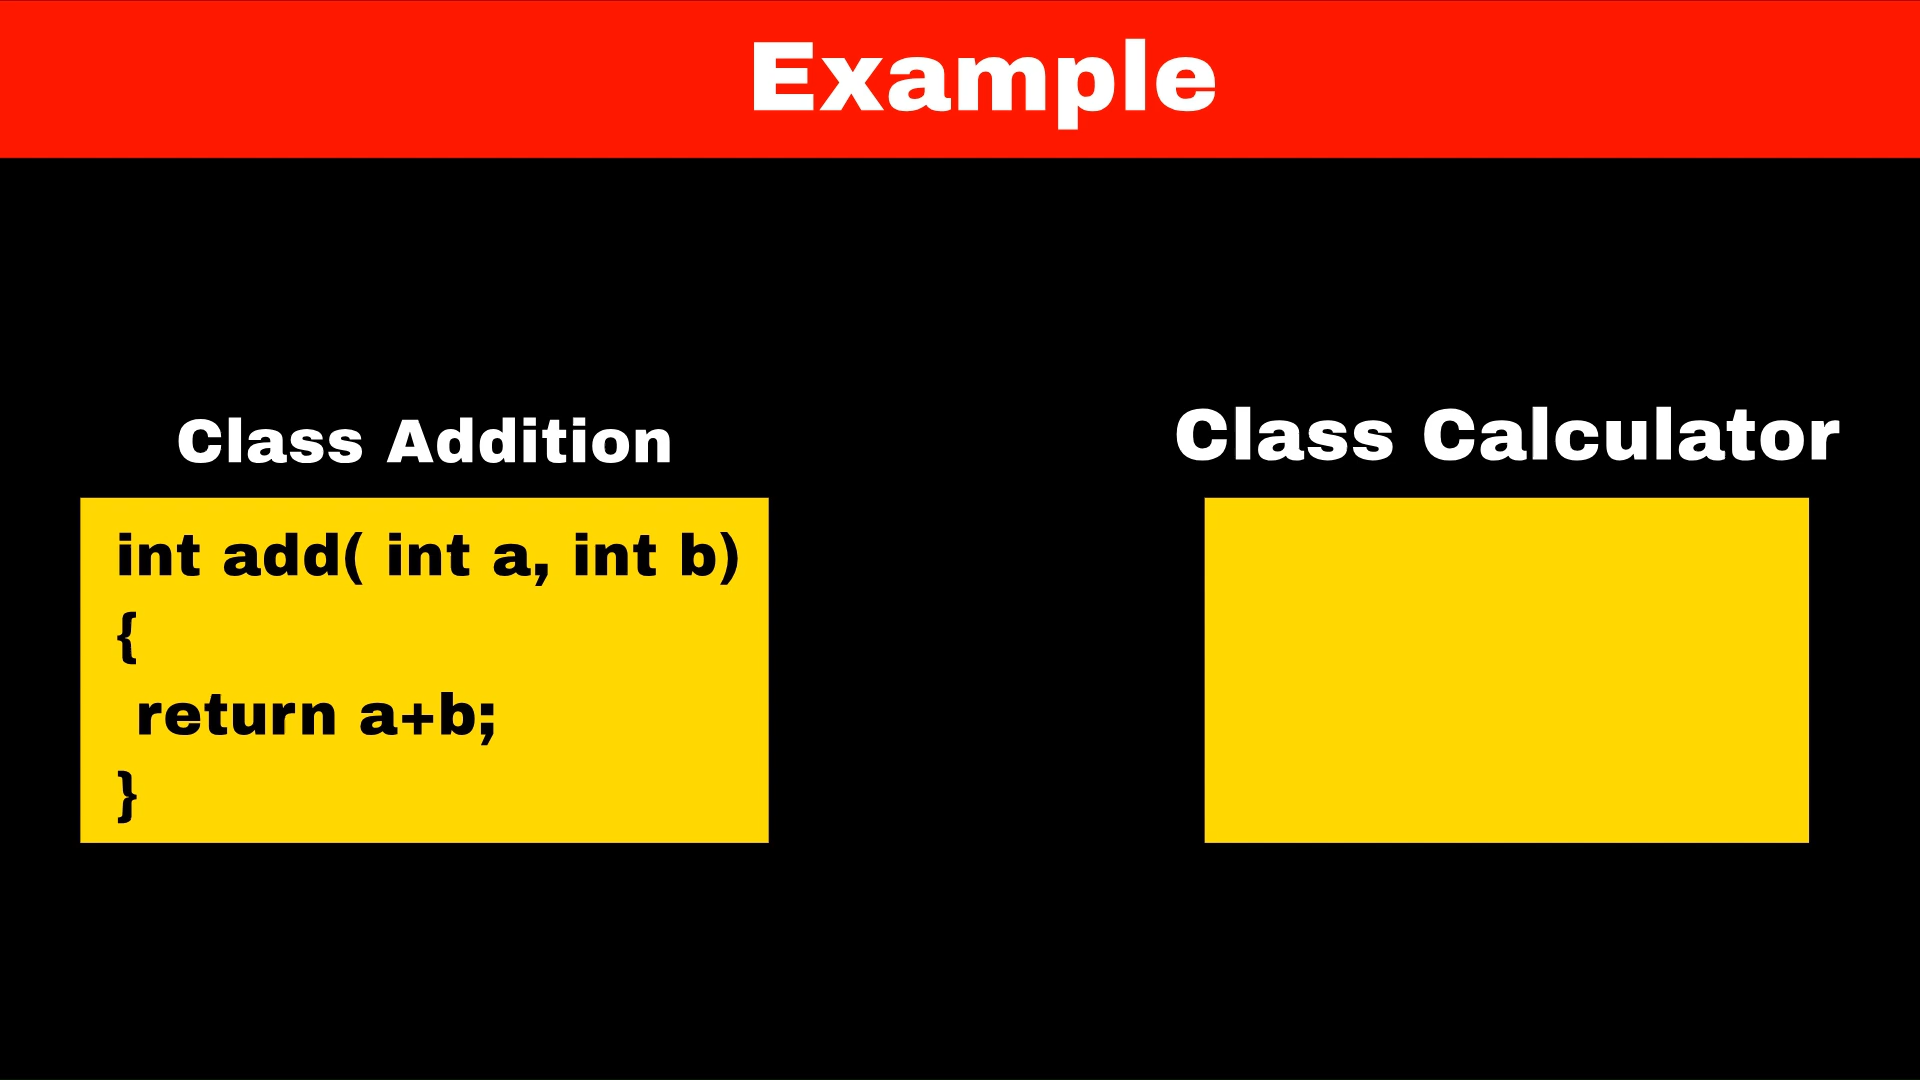 Example
Class Addition
int add( int a, int b)
{
return a+b;
}
Class Calculator